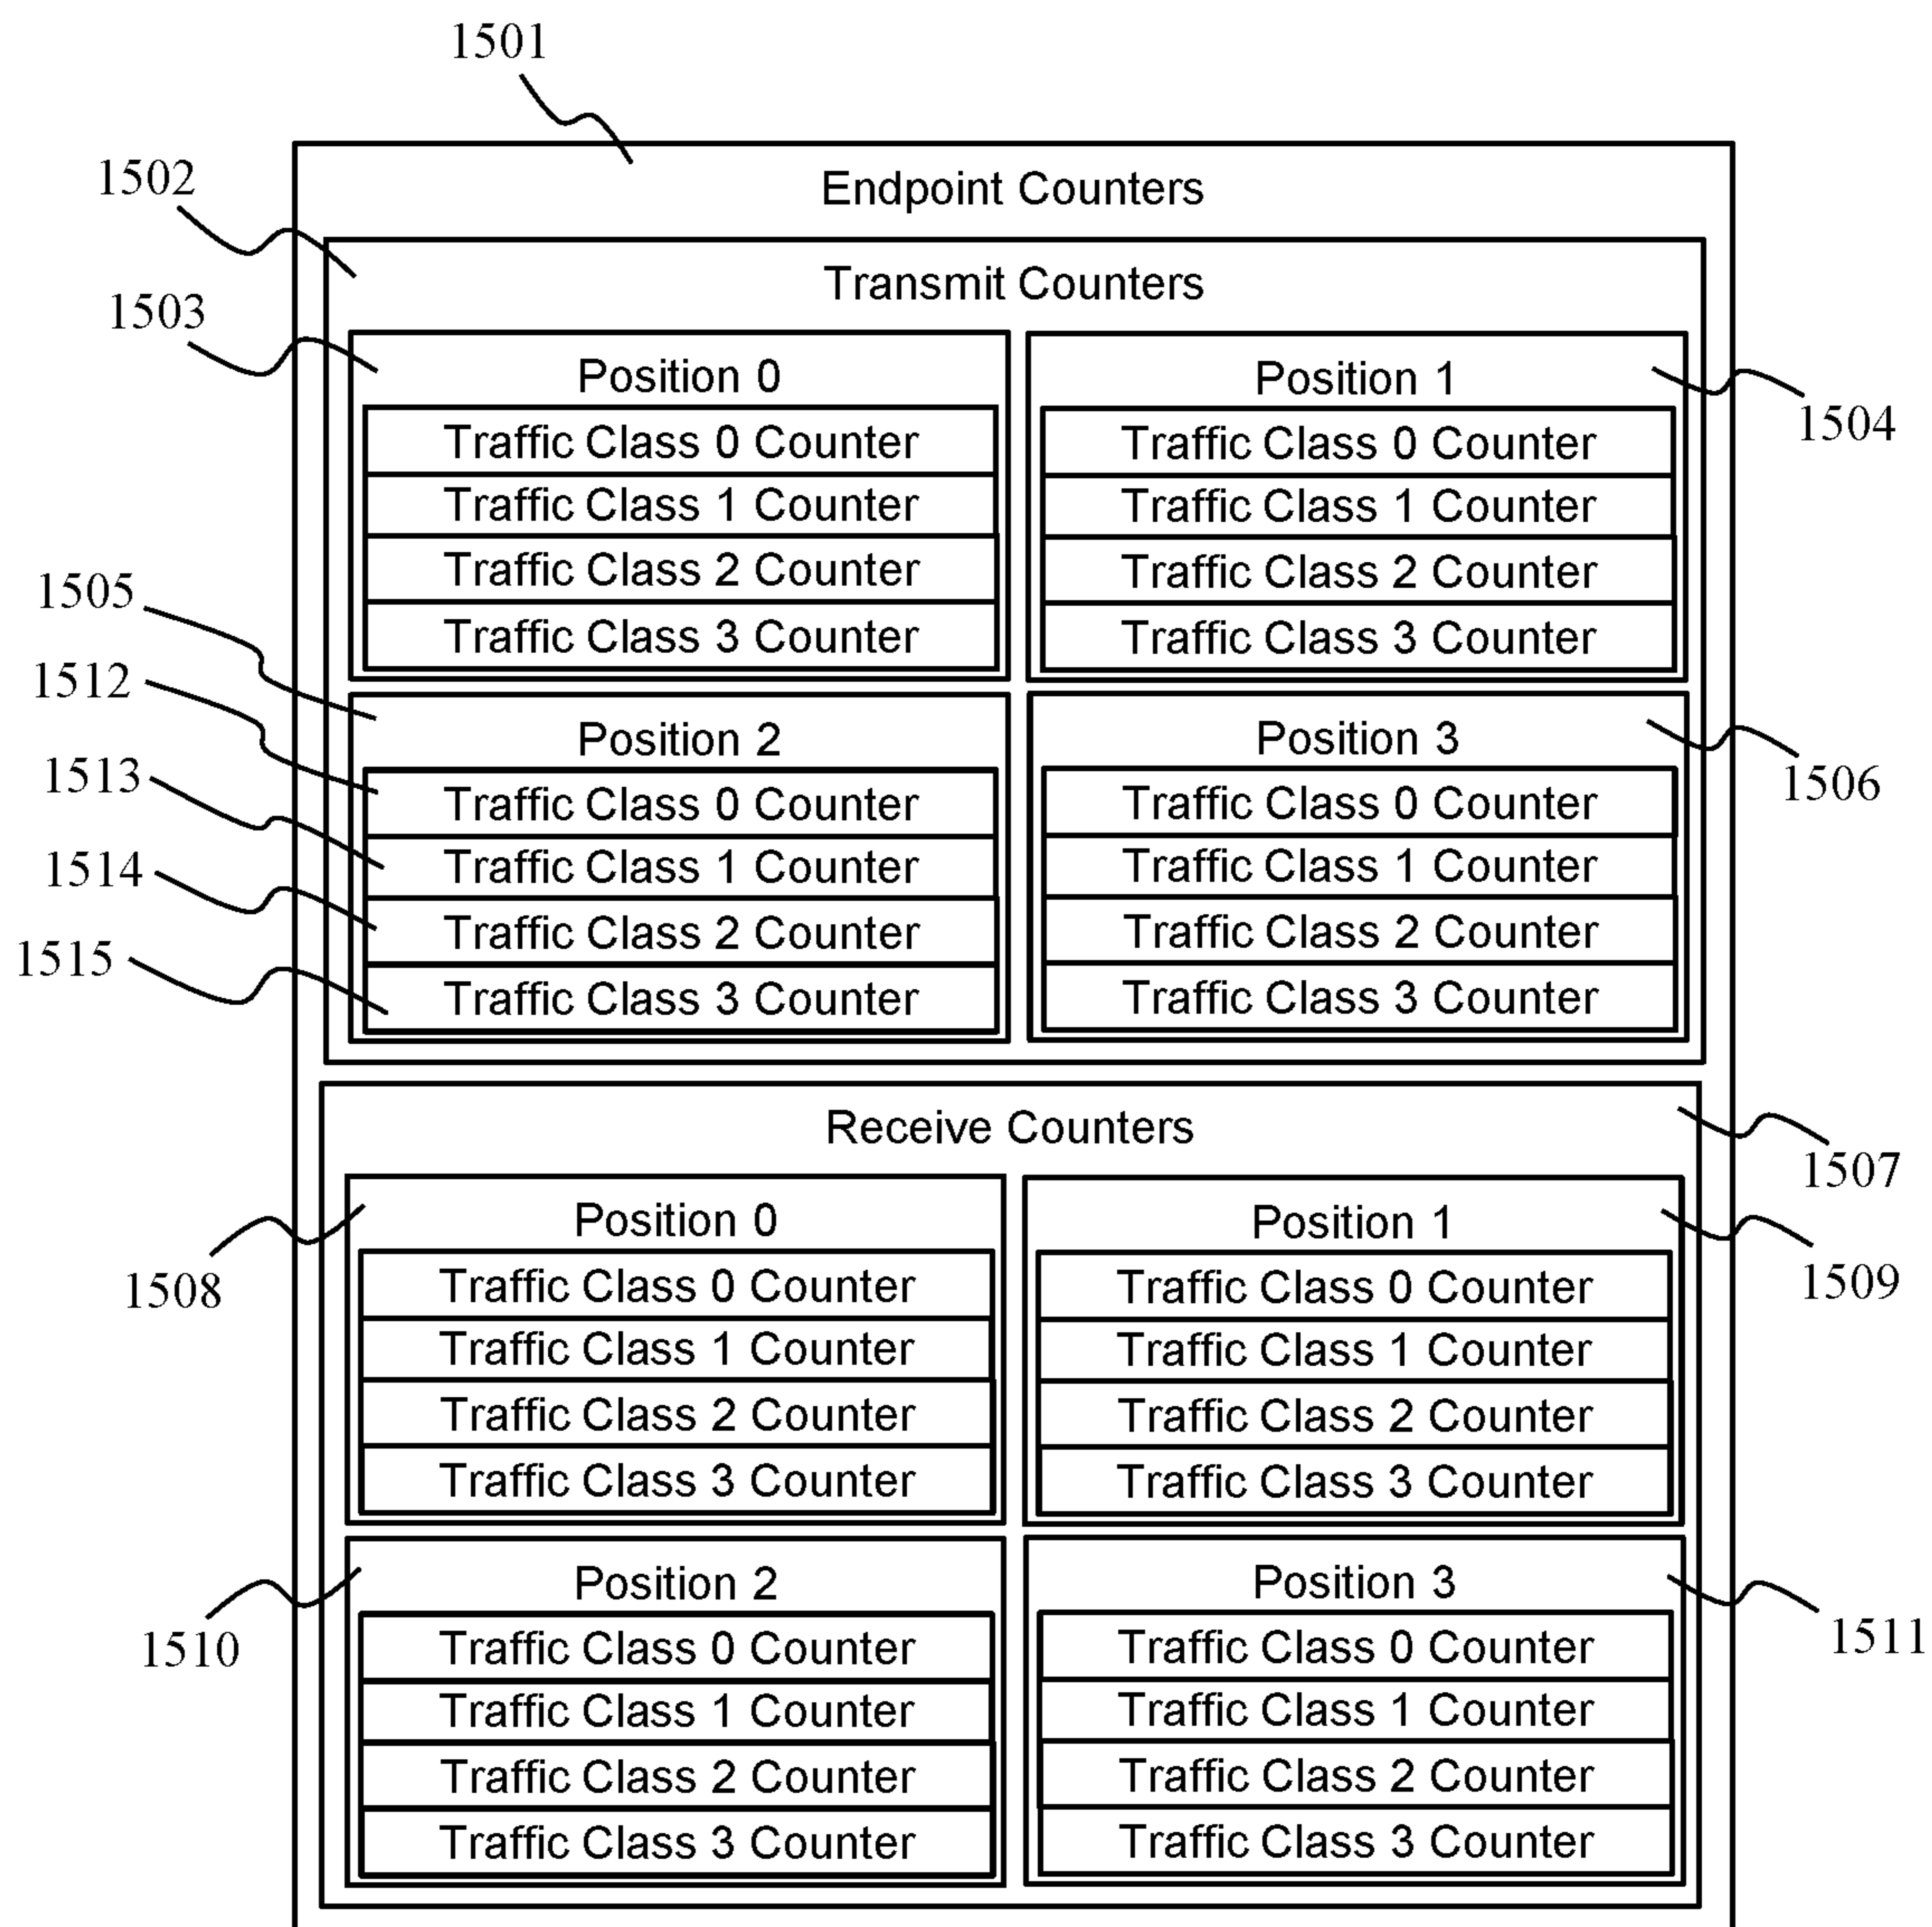 1501
1502
Endpoint Counters
Transmit Counters
1503
Position 0
Traffic Class 0 Counter
Traffic Class 1 Counter
Traffic Class 2 Counter
Traffic Class 3 Counter
Position 1
1504
Traffic Class 0 Counter
Traffic Class 1 Counter
Traffic Class 2 Counter
Traffic Class 3 Counter
1505
1512
1513
1514
1515
Position 2
Traffic Class 0 Counter
Traffic Class 1 Counter
Traffic Class 2 Counter
Traffic Class 3 Counter
Position 3
1506
Traffic Class 0 Counter
Traffic Class 1 Counter
Traffic Class 2 Counter
Traffic Class 3 Counter
Receive Counters
1507
1508
Position 0
Traffic Class 0 Counter
Traffic Class 1 Counter
Traffic Class 2 Counter
Traffic Class 3 Counter
Position 1
1509
Traffic Class 0 Counter
Traffic Class 1 Counter
Traffic Class 2 Counter
Traffic Class 3 Counter
1510
Position 2
Traffic Class 0 Counter
Traffic Class 1 Counter
Traffic Class 2 Counter
Traffic Class 3 Counter
Position 3
1511
Traffic Class 0 Counter
Traffic Class 1 Counter
Traffic Class 2 Counter
Traffic Class 3 Counter